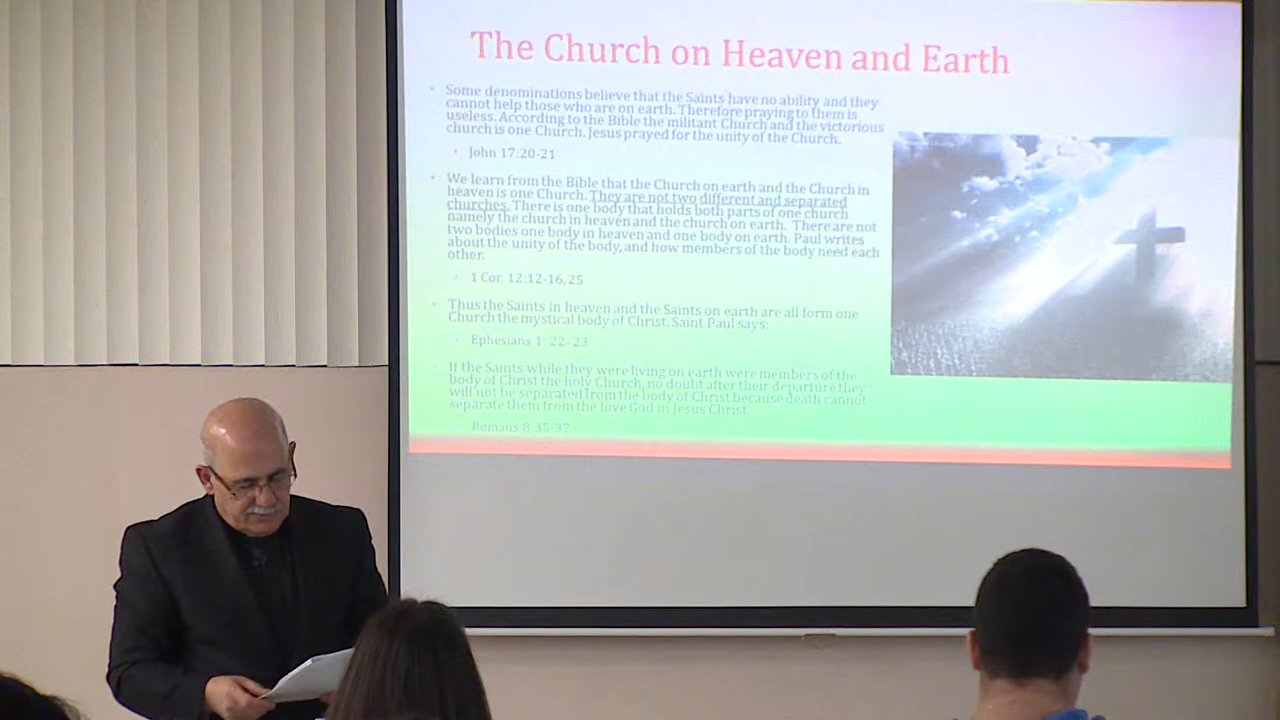 The Church on Heaven and Earth
Some denominations believe that the Saints have no ability and they
cannot help those who are on earth. Therefore praying to them is
useless. According to the Bible the militant Church and the victorious
church is one Church. Jesus prayed for the unity of the Church.
John 17:20-21
We learn from the Bible that the Church on earth and the Church in
heaven is one Church. They are not two different and separated
churches. There is one body that holds both parts of one church
namely the church in heaven and the church on earth. There are not
two bodies one body in heaven and one body on earth. Paul writes
about the unity of the body, and how members of the body need each
other.
1 Cor. 12:12-16, 25
Thus the Saints in heaven and the Saints on earth are all form one
Church the mystical body of Christ. Saint Paul says:
Ephesians 1: 22- 23
If the Saints while they were living on earth were members of the
body of Christ the holy Church, no doubt after their departure they
will not be separated from the body of Christ because death cannot
separate them from the love God in Jesus Christ.
Romans 8:35-37